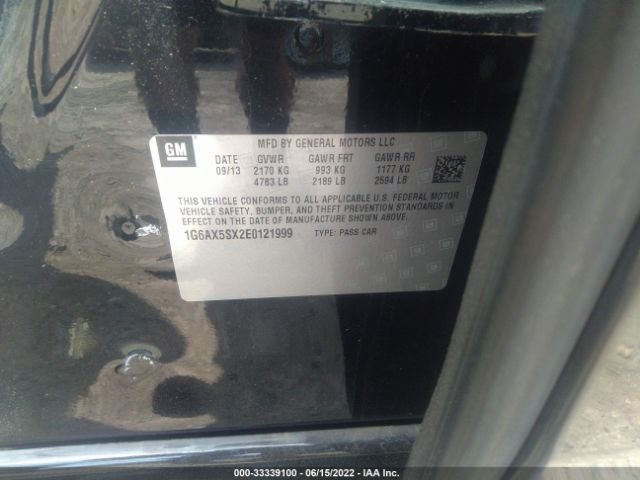 GM
MFD BY GENERAL MOTORS LLC
DATE GVWR GAWR FRT GAWR RR
09/13 2170 KG 993 KG 1177 KG
4783 LB 2189 LB 2594 LB
THIS VEHICLE CONFORMS TO ALL APPLICABLE U.S. FEDERAL MOTOR
VEHICLE SAFETY, BUMPER, AND THEFT PREVENTION STANDARDS IN
EFFECT ON THE DATE OF MANUFACTURE SHOWN ABOVE.
1G6AX5SX2E0121999 TYPE: PASS CAR
000-33339100 - 06/15/2022 - IAA Inc.